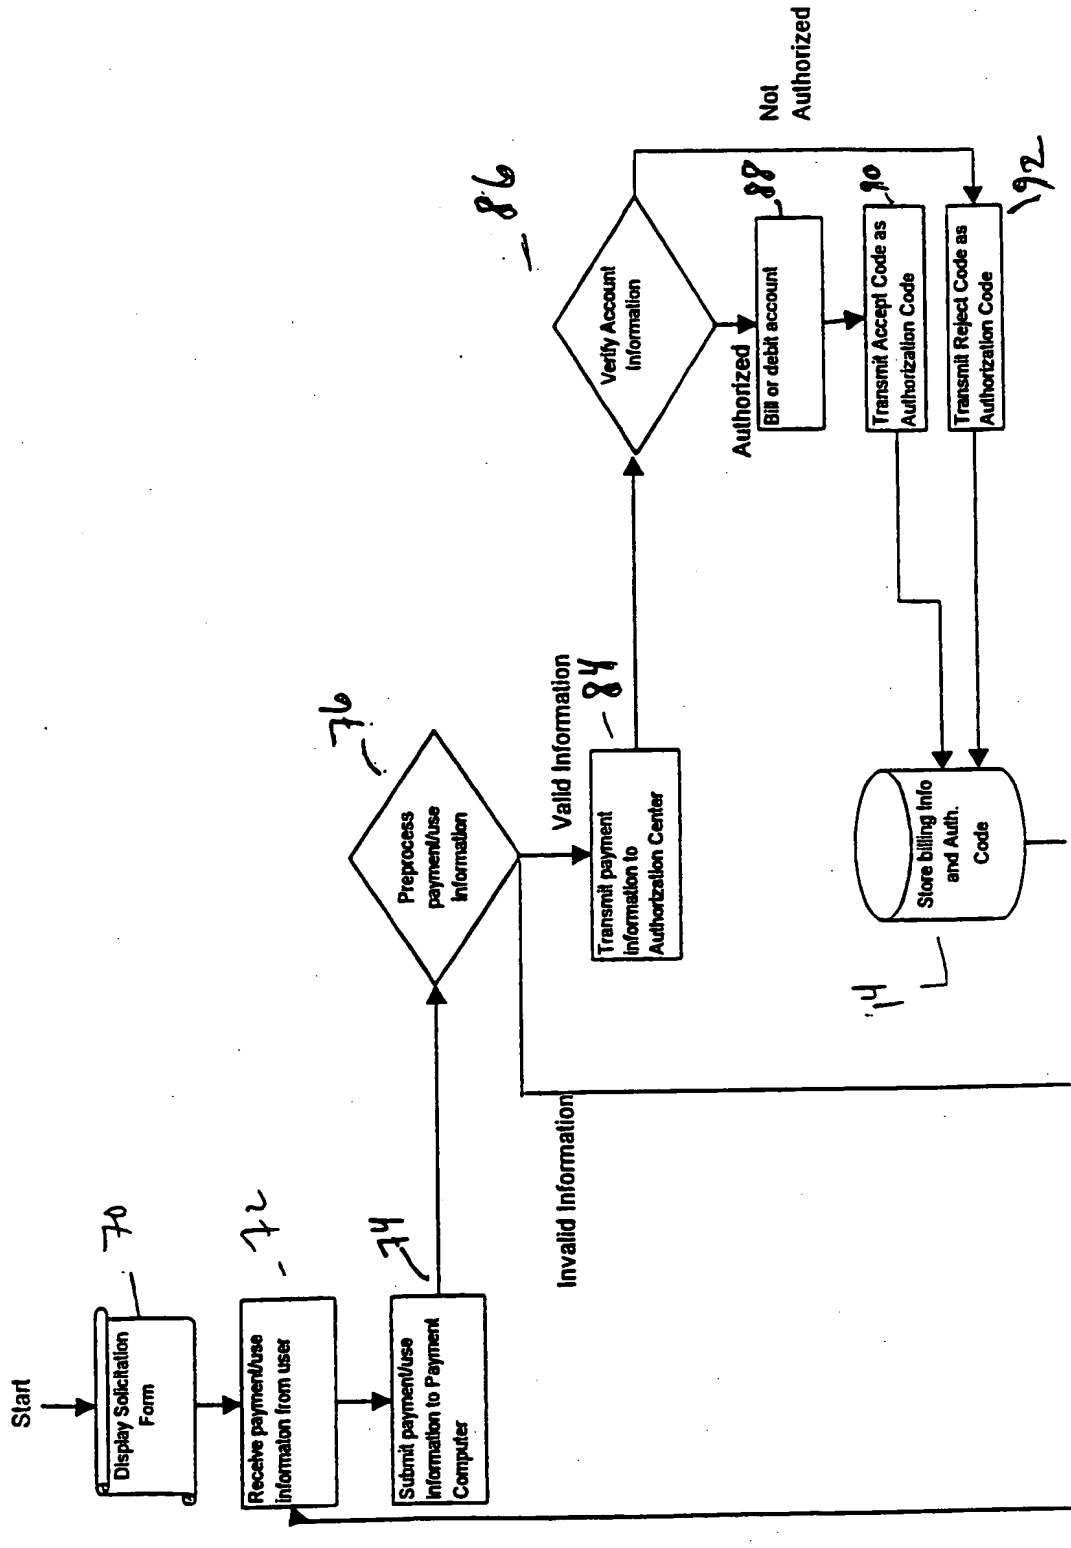 Start
Display Solicitation
Form
70
Receive payment/use
informaton from user
72
Submit payment/use
information to Payment
Computer
74
Preprocess
payment/use
information
76
Invalid Information
Valid Information
Transmit payment
information to
Authorization Center
84
Verify Account
Information
86
Authorized
Not
Authorized
Bill or debit account
88
Transmit Accept Code as
Authorization Code
90
Transmit Reject Code as
Authorization Code
92
Store billing Info
and Auth.
Code